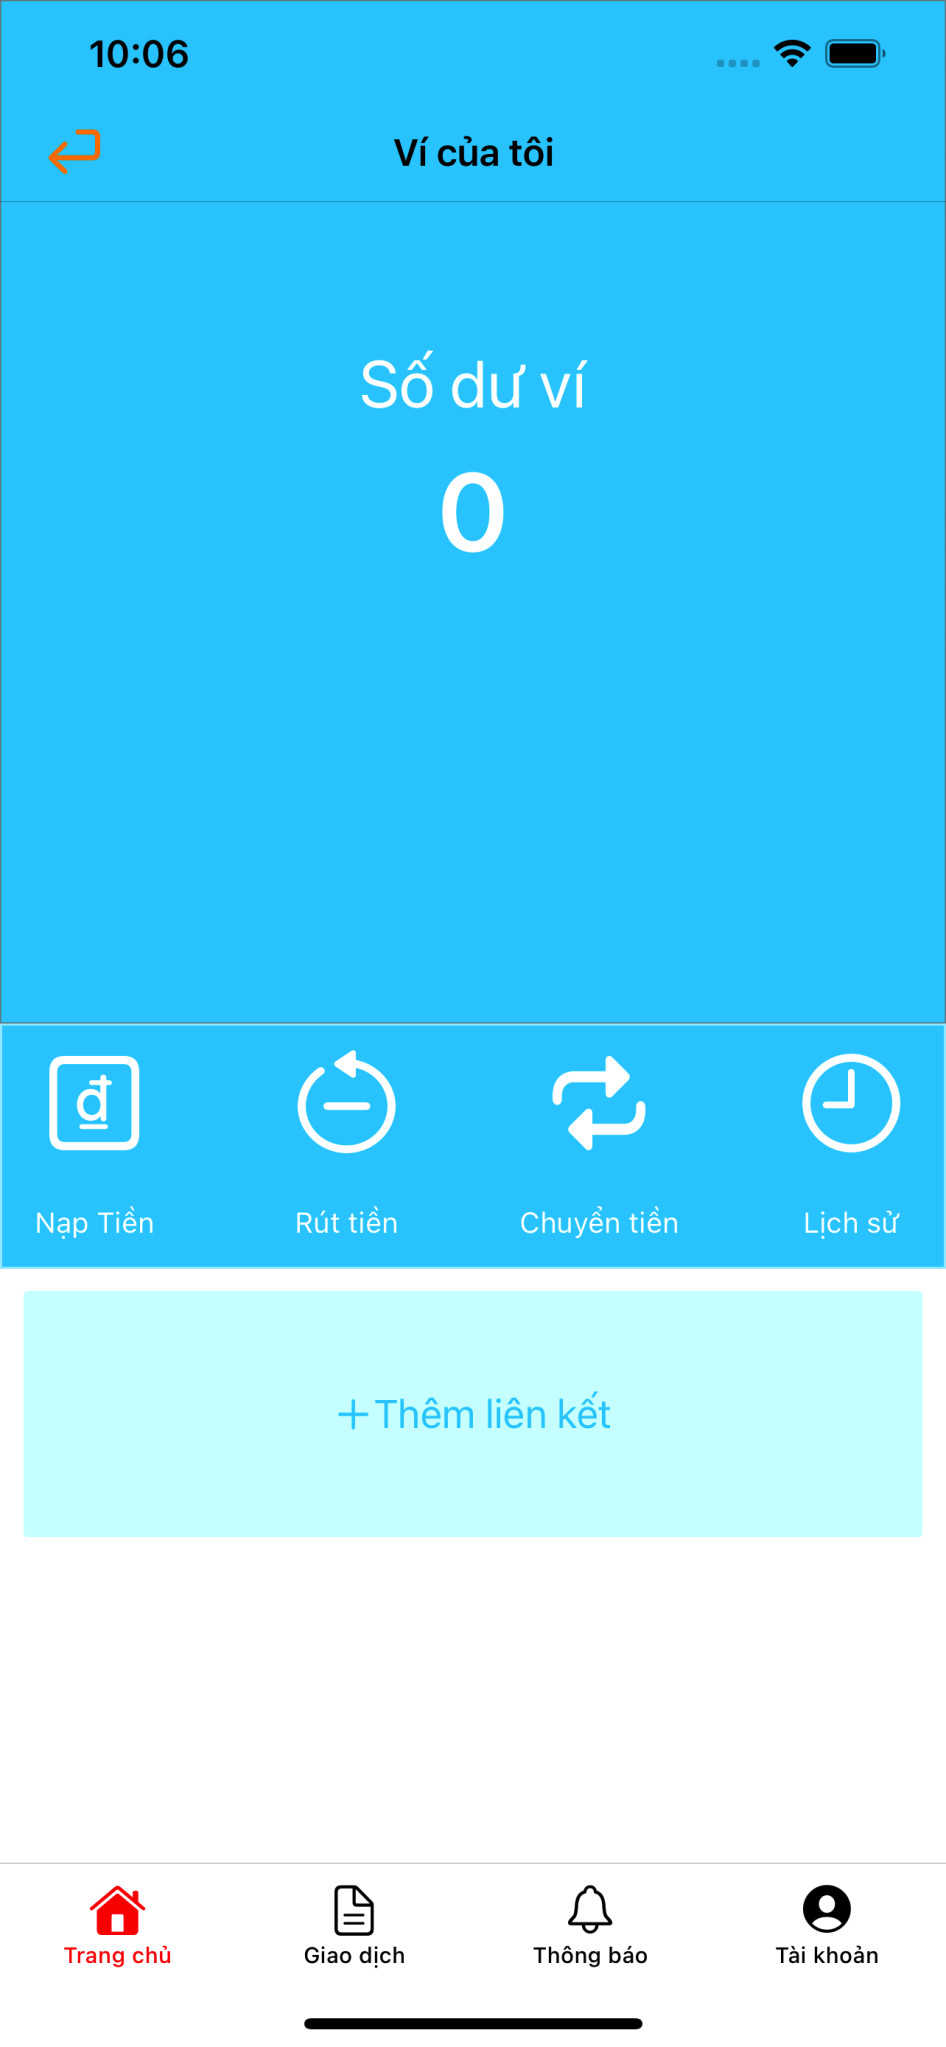 10:06
Ví của tôi
Số dư ví
0
đ
Nạp Tiền
Rút tiền
Chuyển tiền
Lịch sử
+Thêm liên kết
Trang chủ
Giao dịch
Thông báo
Tài khoản